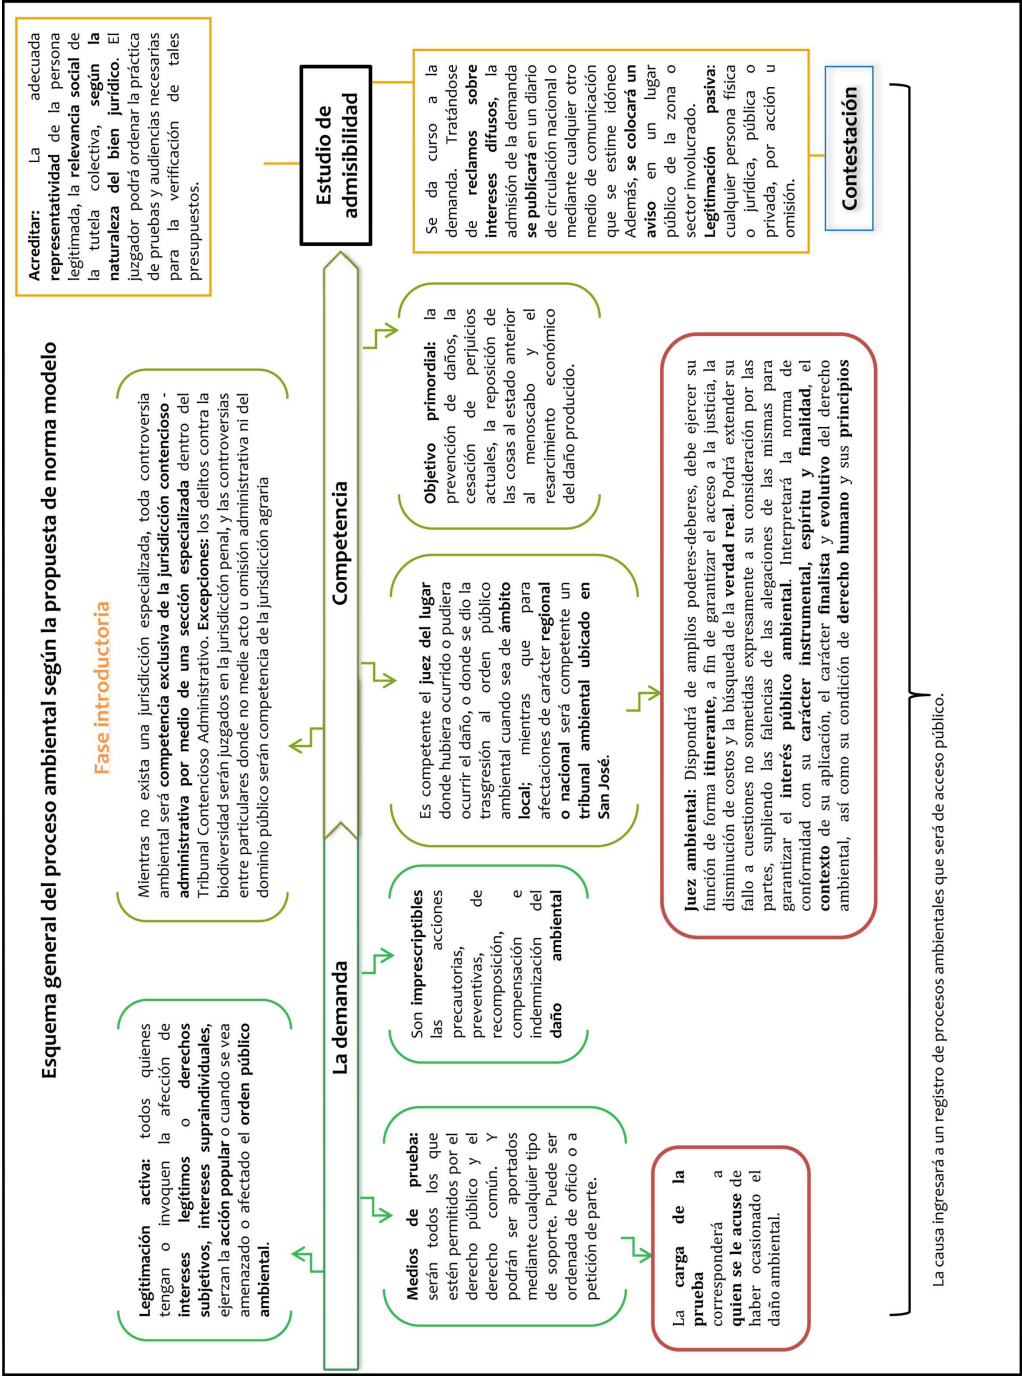 Esquema general del proceso ambiental según la propuesta de norma modelo
Fase introductoria
Legitimación activa: todos quienes
tengan o invoquen la afección de
intereses legítimos o derechos
subjetivos, intereses supraindividuales,
ejerzan la acción popular o cuando se vea
amenazado o afectado el orden público
ambiental.
Mientras no exista una jurisdicción especializada, toda controversia
ambiental será competencia exclusiva de la jurisdicción contencioso -
administrativa por medio de una sección especializada dentro del
Tribunal Contencioso Administrativo. Excepciones: los delitos contra la
biodiversidad serán juzgados en la jurisdicción penal, y las controversias
entre particulares donde no medie acto u omisión administrativa ni del
dominio público serán competencia de la jurisdicción agraria
Acreditar: La adecuada
representatividad de la persona
legitimada, la relevancia social de
la tutela colectiva, según la
naturaleza del bien jurídico. El
juzgador podrá ordenar la práctica
de pruebas y audiencias necesarias
para la verificación de tales
presupuestos.
La demanda
Competencia
Estudio de
admisibilidad
Medios de prueba:
serán todos los que
estén permitidos por el
derecho público y el
derecho común. Y
podrán ser aportados
mediante cualquier tipo
de soporte. Puede ser
ordenada de oficio o a
petición de parte.
Son imprescriptibles
las acciones
precautorias,
preventivas, de
recomposición,
compensación e
indemnización del
daño ambiental
Es competente el juez del lugar
donde hubiera ocurrido o pudiera
ocurrir el daño, o donde se dio la
trasgresión al orden público
ambiental cuando sea de ámbito
local; mientras que para
afectaciones de carácter regional
o nacional será competente un
tribunal ambiental ubicado en
San José.
Objetivo primordial: la
prevención de daños, la
cesación de perjuicios
actuales, la reposición de
las cosas al estado anterior
al menoscabo y el
resarcimiento económico
del daño producido.
Se da curso a la
demanda. Tratándose
de reclamos sobre
intereses difusos, la
admisión de la demanda
se publicará en un diario
de circulación nacional o
mediante cualquier otro
medio de comunicación
que se estime idóneo
Además, se colocará un
aviso en un lugar
público de la zona o
sector involucrado.
Legitimación pasiva:
cualquier persona física
o jurídica, pública o
privada, por acción u
omisión.
La carga de la
prueba
corresponderá a
quien se le acuse de
haber ocasionado el
daño ambiental.
Juez ambiental: Dispondrá de amplios poderes-deberes, debe ejercer su
función de forma itinerante, a fin de garantizar el acceso a la justicia, la
disminución de costos y la búsqueda de la verdad real. Podrá extender su
fallo a cuestiones no sometidas expresamente a su consideración por las
partes, supliendo las falencias de las alegaciones de las mismas para
garantizar el interés público ambiental. Interpretará la norma de
conformidad con su carácter instrumental, espíritu y finalidad, el
contexto de su aplicación, el carácter finalista y evolutivo del derecho
ambiental, así como su condición de derecho humano y sus principios
Contestación
La causa ingresará a un registro de procesos ambientales que será de acceso público.